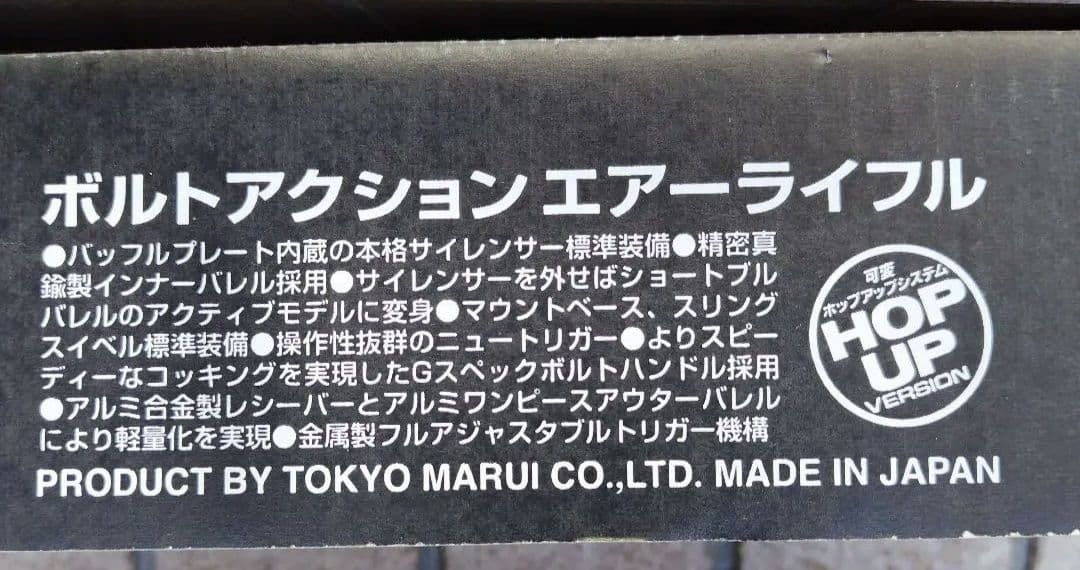 ボルトアクション エアーライフル
●バッフルプレート内蔵の本格サイレンサー標準装備●精密真
鍮製インナーバレル採用●サイレンサーを外せばショートブル
バレルのアクティブモデルに変身●マウントベース、スリング
スイベル標準装備●操作性抜群のニュートリガー●よりスピー
ディーなコッキングを実現したGスペックボルトハンドル採用
●アルミ合金製レシーバーとアルミワンピースアウターバレル
により軽量化を実現●金属製フルアジャスタブルトリガー機構
PRODUCT BY TOKYO MARUI CO.,LTD. MADE IN JAPAN
可変
ホップアップシステム
HOP
UP
VERSION